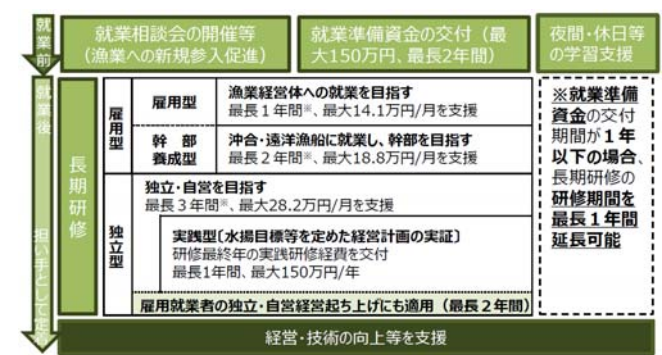 就業前
就業相談会の開催等
(漁業への新規参入促進)
就業準備資金の交付(最
大150万円、最長2年間)
夜間・休日等
の学習支援
就業後
担い手として定着
長期研修
雇用型
雇用型
漁業経営体への就業を目指す
最長1年間※、最大14.1万円/月を支援
幹部
養成型
沖合・遠洋漁船に就業し、幹部を目指す
最長2年間※、最大18.8万円/月を支援
独立型
独立・自営を目指す
最長3年間※、最大28.2万円/月を支援
実践型〔水揚目標等を定めた経営計画の実証〕
研修最終年の実践研修経費を交付
最長1年間、最大150万円/年
雇用就業者の独立・自営経営起ち上げにも適用(最長2年間)
※就業準備
資金の交付
期間が1年
以下の場合、
長期研修の
研修期間を
最長1年間
延長可能
経営・技術の向上等を支援